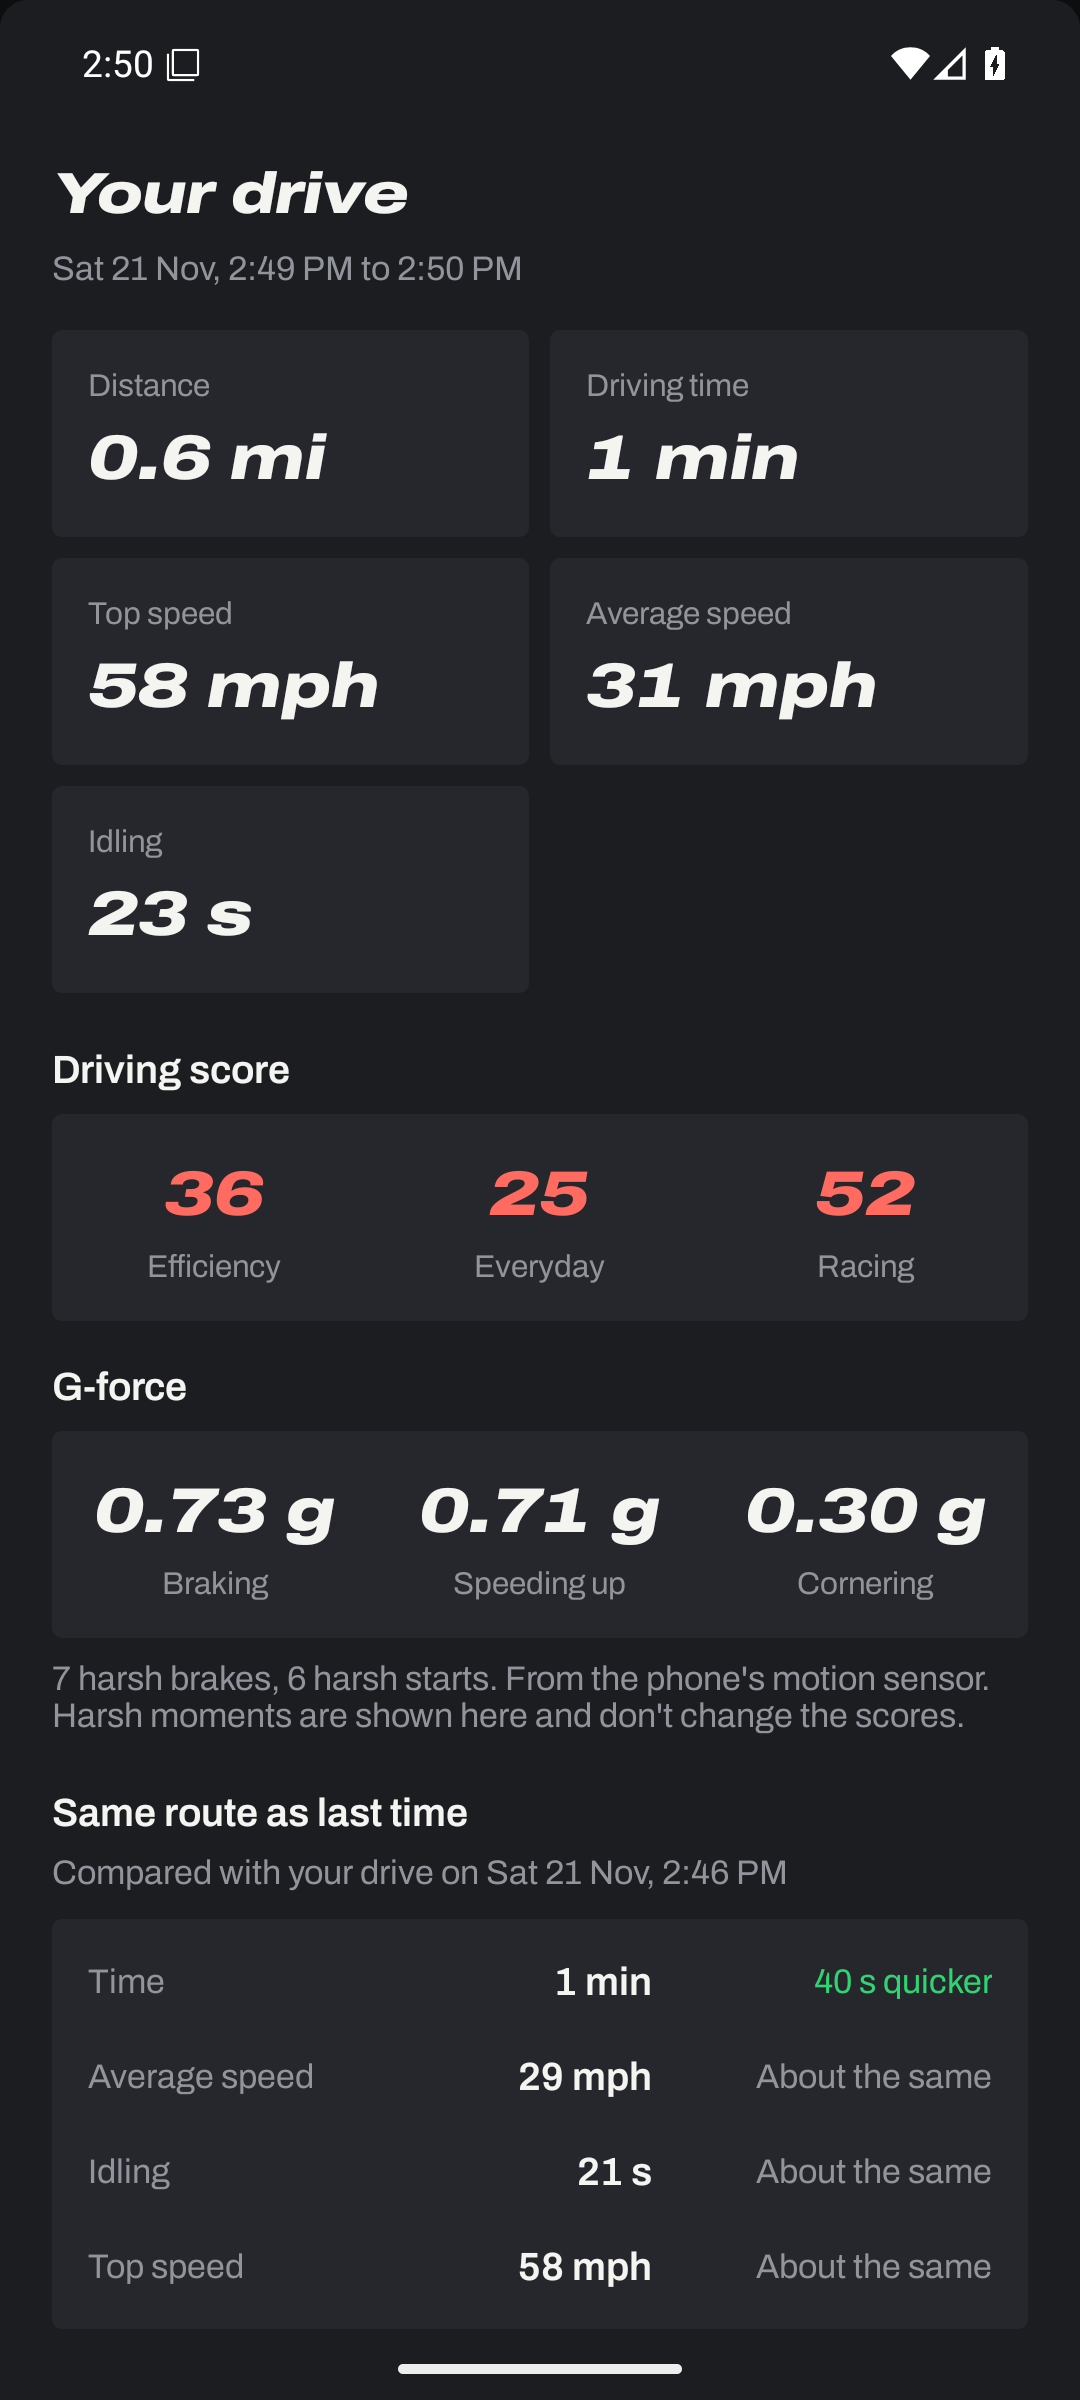 2:50
Your drive
Sat 21 Nov, 2:49 PM to 2:50 PM
Distance
0.6 mi
Driving time
1 min
Top speed
58 mph
Average speed
31 mph
Idling
23 s
Driving score
36
Efficiency
25
Everyday
52
Racing
G-force
0.73 g
Braking
0.71 g
Speeding up
0.30 g
Cornering
7 harsh brakes, 6 harsh starts. From the phone's motion sensor.
Harsh moments are shown here and don't change the scores.
Same route as last time
Compared with your drive on Sat 21 Nov, 2:46 PM
Time 1 min 40 s quicker
Average speed 29 mph About the same
Idling 21 s About the same
Top speed 58 mph About the same